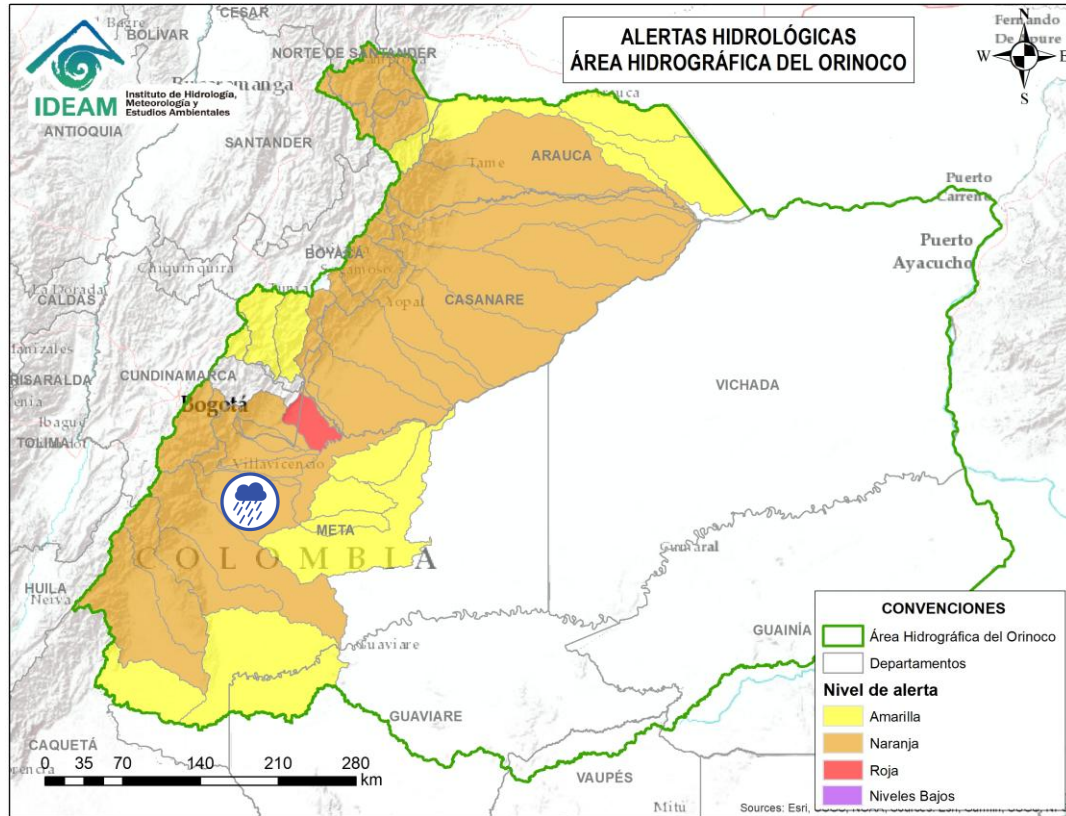 ALERTAS HIDROLÓGICAS
ÁREA HIDROGRÁFICA DEL ORINOCO
N
W
E
S
IDEAM
Instituto de Hidrología,
Meteorología y
Estudios Ambientales
CESAR
BOLÍVAR
NORTE DE SANTANDER
ANTIOQUIA
SANTANDER
ARAUCA
Tame
Puerto
Carreño
Puerto
Ayacucho
BOYACÁ
Chiquinquira
La Dorada
CALDAS
Yopal
CASANARE
VICHADA
RISARALDA
CUNDINAMARCA
Bogotá
Ibagué
TOLIMA
Villavicencio
META
COLOMBIA
HUILA
Neiva
GUAINÍA
GUAVIARE
CAQUETÁ
VAUPÉS
Mitú
0 35 70 140 210 280
km
CONVENCIONES
Área Hidrográfica del Orinoco
Departamentos
Nivel de alerta
Amarilla
Naranja
Roja
Niveles Bajos
Sources: Esri,